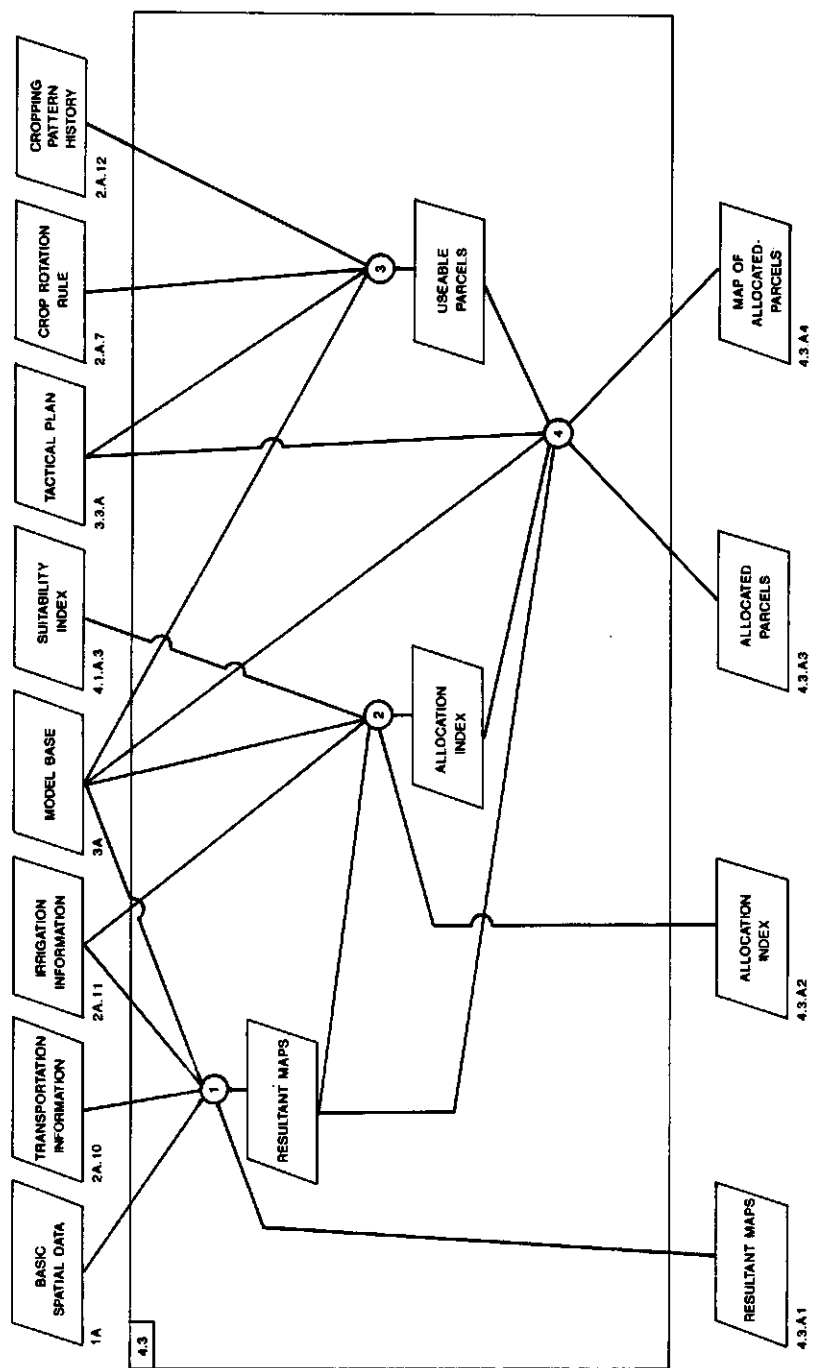 BASIC
SPATIAL DATA
1A
TRANSPORTATION
INFORMATION
2A.10
IRRIGATION
INFORMATION
2A.11
MODEL BASE
3A
SUITABILITY
INDEX
4.1.A.3
TACTICAL PLAN
3.3.A
CROP ROTATION
RULE
2.A.7
CROPPING
PATTERN
HISTORY
2.A.12
4.3
1
RESULTANT MAPS
2
ALLOCATION
INDEX
3
USEABLE
PARCELS
4
RESULTANT MAPS
4.3.A1
ALLOCATION
INDEX
4.3.A2
ALLOCATED
PARCELS
4.3.A3
MAP OF
ALLOCATED-
PARCELS
4.3.A4